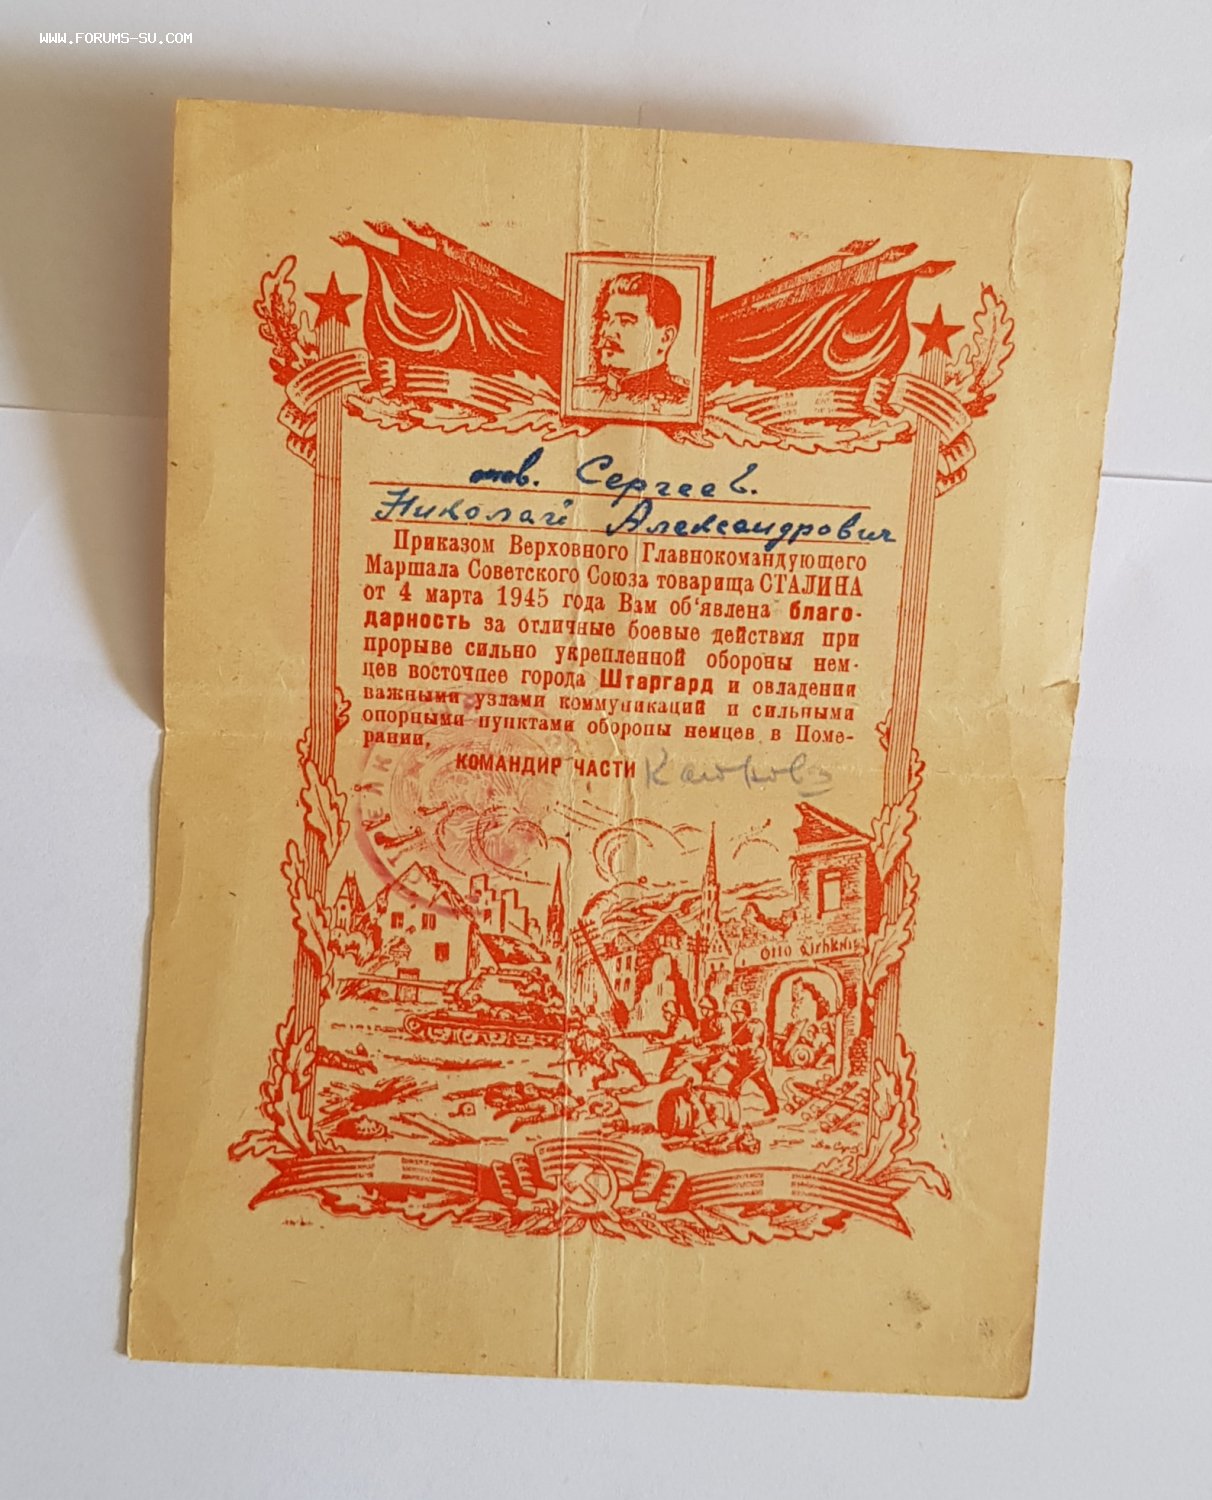 WWW.FORUMS-SU.COM
тов. Сергеев.
Николай Александрович
Приказом Верховного Главнокомандующего
Маршала Советского Союза товарища СТАЛИНА
от 4 марта 1945 года Вам об'явлена благо-
дарность за отличные боевые действия при
прорыве сильно укрепленной обороны нем-
цев восточнее города Штаргард и овладении
важными узлами коммуникаций и сильными
опорными пунктами обороны немцев в Поме-
рании.
КОМАНДИР ЧАСТИ
Otto